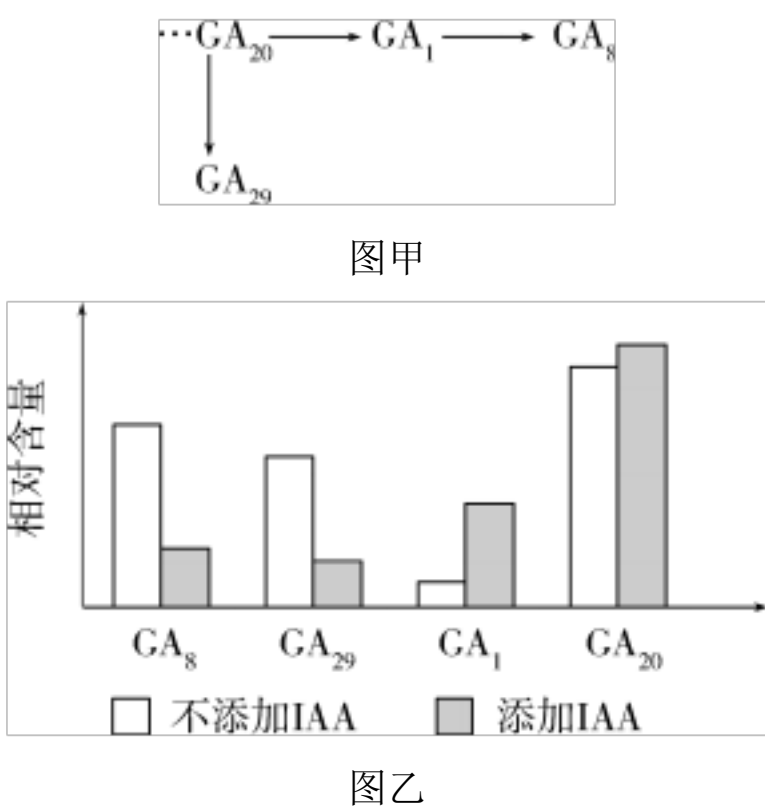 …GA₂₀ → GA₁ → GA₈
GA₂₉
图甲
相对含量
GA₈ GA₂₉ GA₁ GA₂₀
不添加IAA 添加IAA
图乙